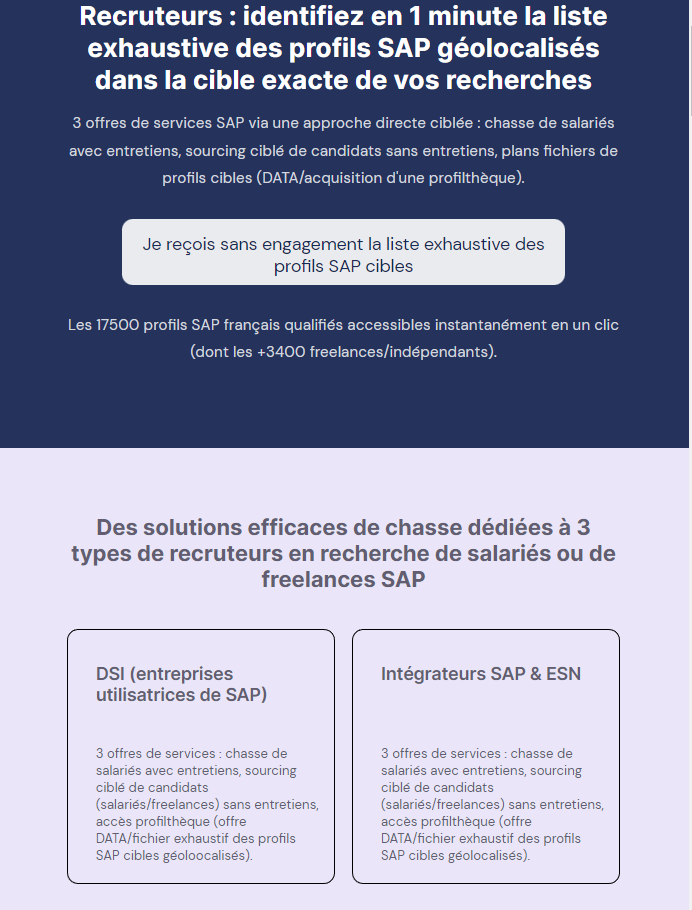 Recruteurs : identifiez en 1 minute la liste
exhaustive des profils SAP géolocalisés
dans la cible exacte de vos recherches
3 offres de services SAP via une approche directe ciblée : chasse de salariés
avec entretiens, sourcing ciblé de candidats sans entretiens, plans fichiers de
profils cibles (DATA/acquisition d'une profilthèque).
Je reçois sans engagement la liste exhaustive des
profils SAP cibles
Les 17500 profils SAP français qualifiés accessibles instantanément en un clic
(dont les +3400 freelances/indépendants).
Des solutions efficaces de chasse dédiées à 3
types de recruteurs en recherche de salariés ou de
freelances SAP
DSI (entreprises
utilisatrices de SAP)
3 offres de services : chasse de
salariés avec entretiens, sourcing
ciblé de candidats
(salariés/freelances) sans entretiens,
accès profilthèque (offre
DATA/fichier exhaustif des profils
SAP cibles géoloocalisés).
Intégrateurs SAP & ESN
3 offres de services : chasse de
salariés avec entretiens, sourcing
ciblé de candidats
(salariés/freelances) sans entretiens,
accès profilthèque (offre
DATA/fichier exhaustif des profils
SAP cibles géolocalisés).